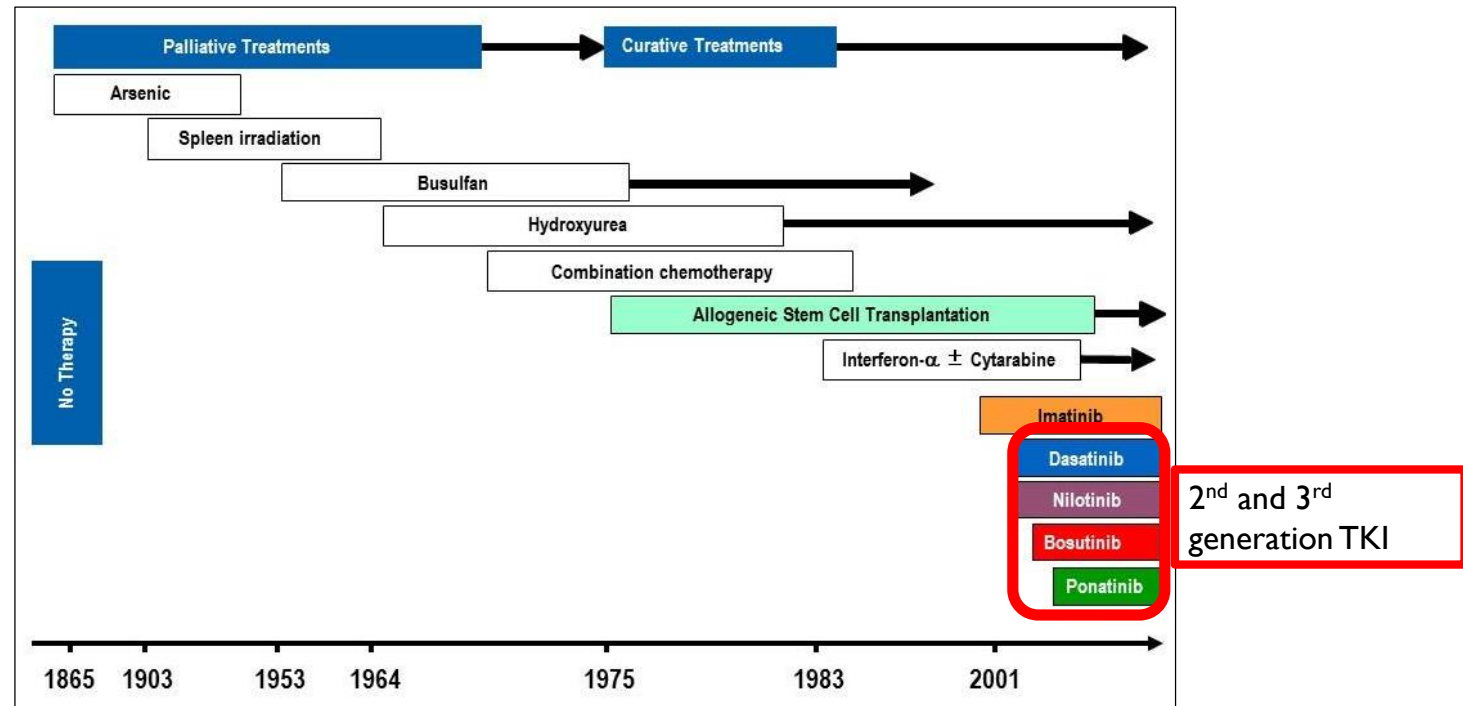 Palliative Treatments
Curative Treatments
Arsenic
Spleen irradiation
Busulfan
Hydroxyurea
Combination chemotherapy
Allogeneic Stem Cell Transplantation
Interferon-α ± Cytarabine
No Therapy
Imatinib
Dasatinib
Nilotinib
Bosutinib
Ponatinib
2nd and 3rd
generation TKI
1865 1903 1953 1964 1975 1983 2001